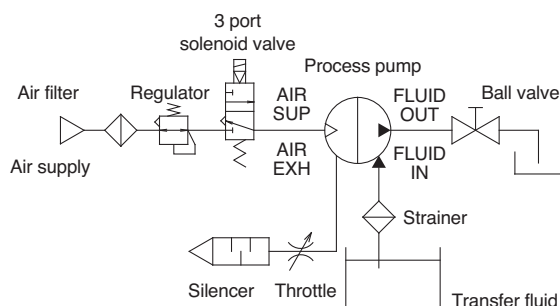 3 port
solenoid valve
Process pump
Air filter
Regulator
AIR
SUP
FLUID
OUT
Ball valve
Air supply
AIR
EXH
FLUID
IN
Strainer
Silencer
Throttle
Transfer fluid